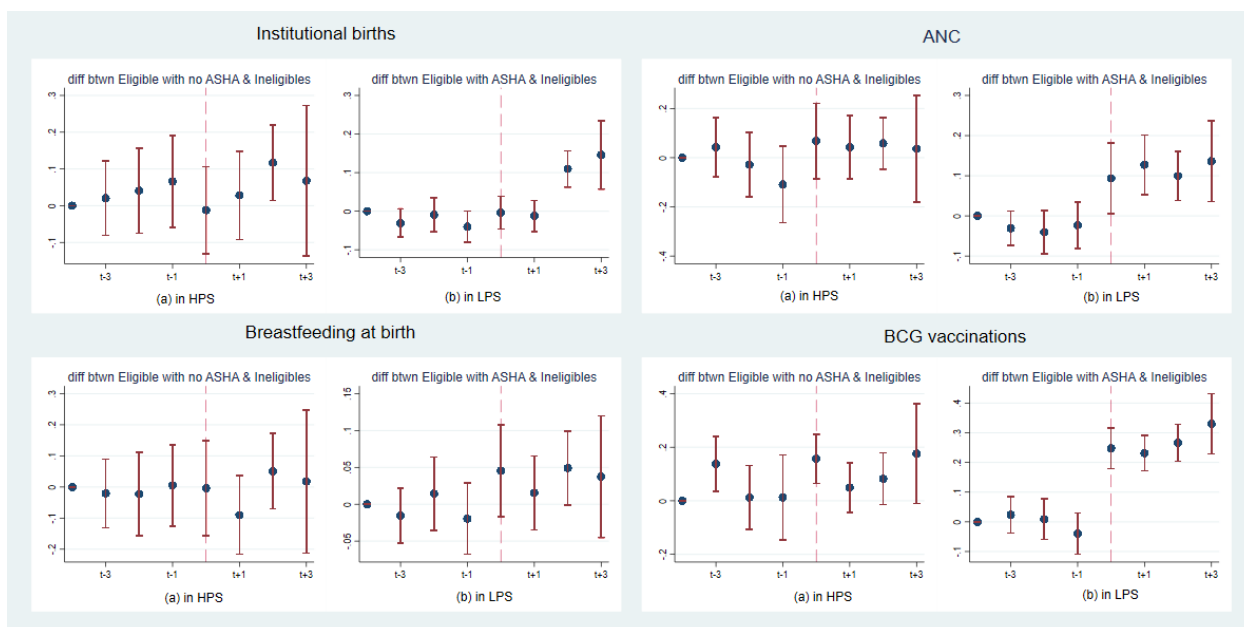 Institutional births
ANC
diff btwn Eligible with no ASHA & Ineligibles
diff btwn Eligible with ASHA & Ineligibles
diff btwn Eligible with no ASHA & Ineligibles
diff btwn Eligible with ASHA & Ineligibles
.3
.2
.1
0
-.1
t-3
t-1
t+1
t+3
(a) in HPS
.3
.2
.1
0
-.1
t-3
t-1
t+1
t+3
(b) in LPS
.2
0
-.2
-.4
t-3
t-1
t+1
t+3
(a) in HPS
.3
.2
.1
0
-.1
t-3
t-1
t+1
t+3
(b) in LPS
Breastfeeding at birth
BCG vaccinations
diff btwn Eligible with no ASHA & Ineligibles
diff btwn Eligible with ASHA & Ineligibles
diff btwn Eligible with no ASHA & Ineligibles
diff btwn Eligible with ASHA & Ineligibles
.3
.2
.1
0
-.1
-.2
t-3
t-1
t+1
t+3
(a) in HPS
.15
.1
.05
0
-.05
t-3
t-1
t+1
t+3
(b) in LPS
.4
.2
0
-.2
t-3
t-1
t+1
t+3
(a) in HPS
.4
.3
.2
.1
0
-.1
t-3
t-1
t+1
t+3
(b) in LPS